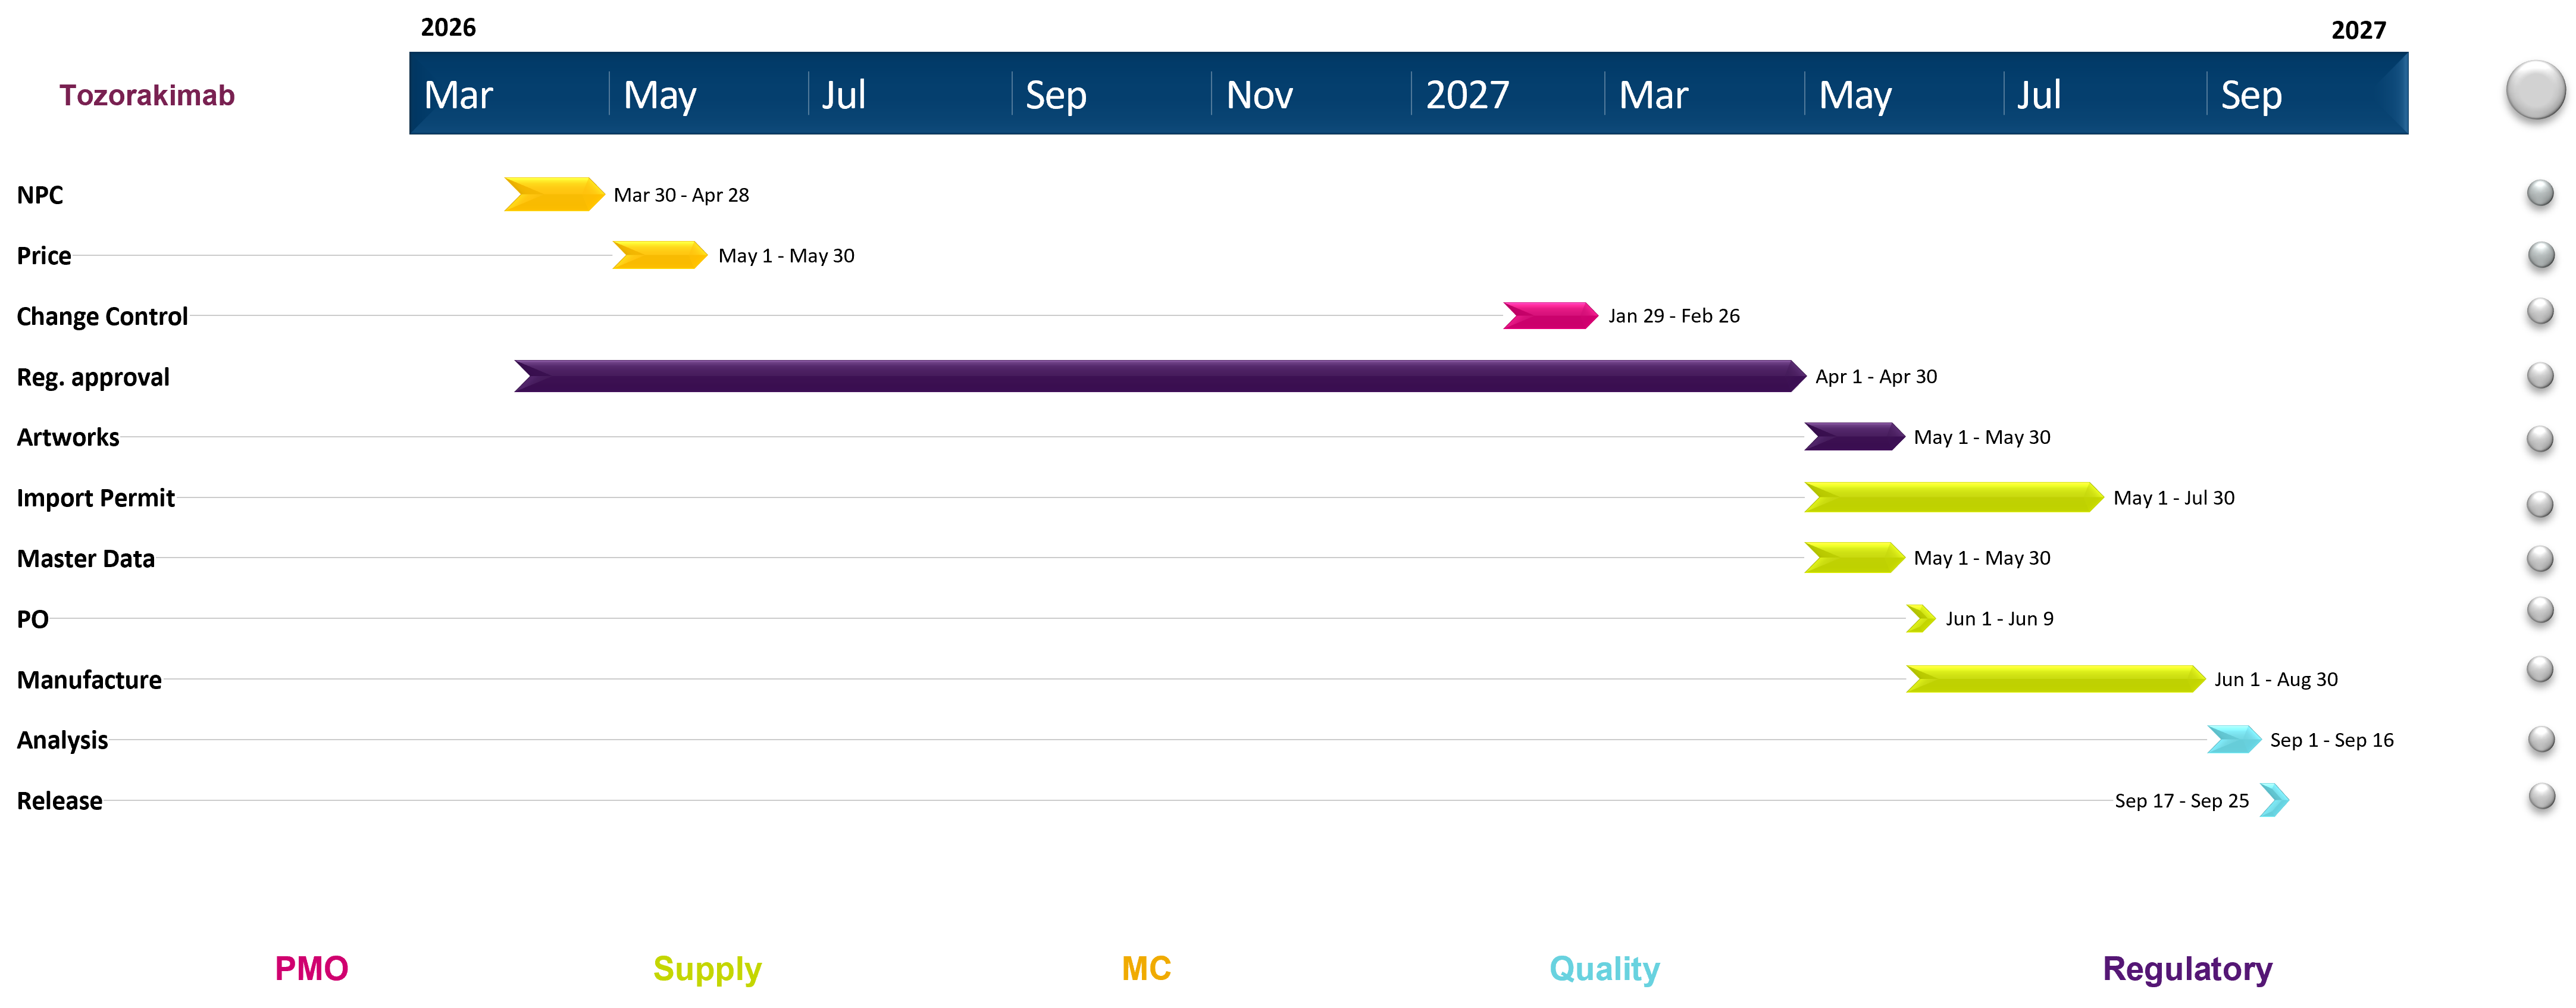 2026 2027
Tozorakimab Mar May Jul Sep Nov 2027 Mar May Jul Sep
NPC Mar 30 - Apr 28
Price May 1 - May 30
Change Control Jan 29 - Feb 26
Reg. approval Apr 1 - Apr 30
Artworks May 1 - May 30
Import Permit May 1 - Jul 30
Master Data May 1 - May 30
PO Jun 1 - Jun 9
Manufacture Jun 1 - Aug 30
Analysis Sep 1 - Sep 16
Release Sep 17 - Sep 25
PMO Supply MC Quality Regulatory